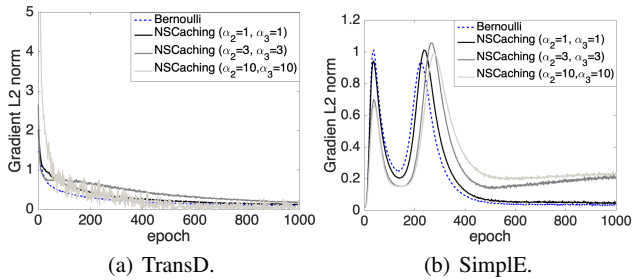 5
4
3
2
1
0
0 200 400 600 800 1000
Gradien L2 norm
epoch
Bernoulli
NSCaching (α2=1, α3=1)
NSCaching (α2=3, α3=3)
NSCaching (α2=10,α3=10)
(a) TransD.
1.2
1
0.8
0.6
0.4
0.2
0
0 200 400 600 800 1000
Gradient L2 norm
epoch
Bernoulli
NSCaching (α2=1, α3=1)
NSCaching (α2=3, α3=3)
NSCaching (α2=10,α3=10)
(b) SimplE.